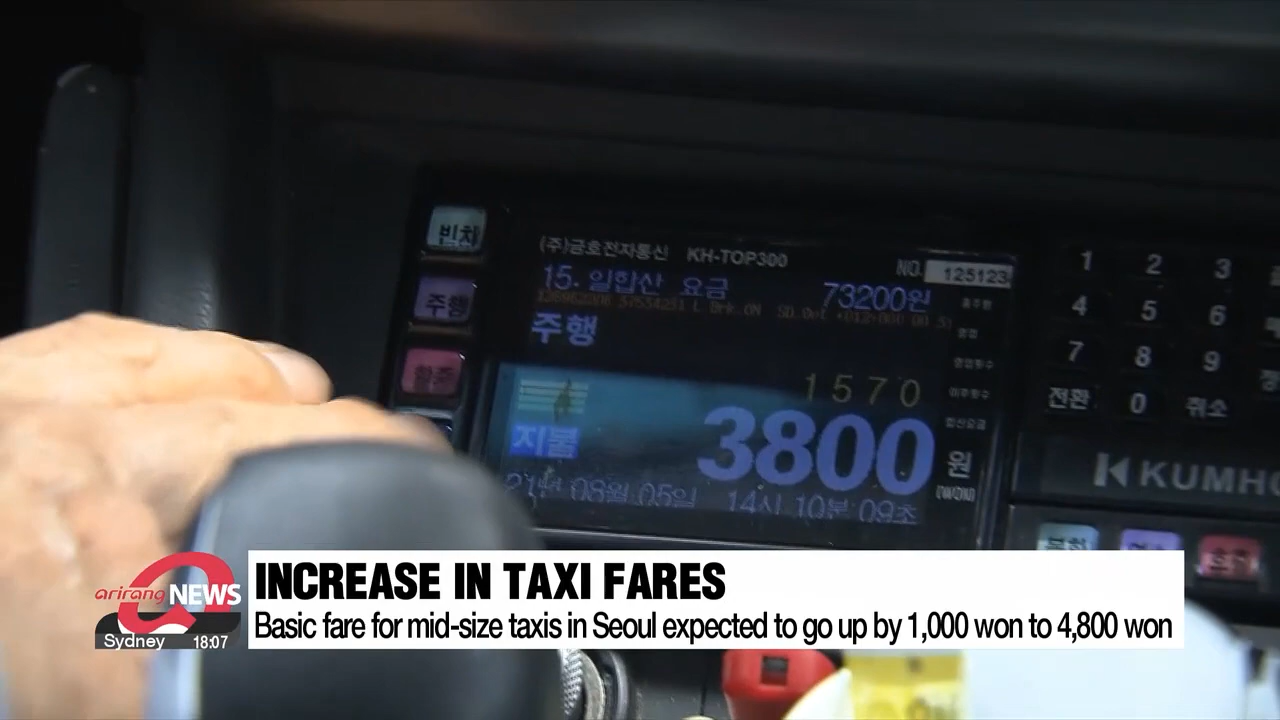 빈차
(주)금호전자통신 KH-TOP300 NO. 125123
15. 일합산 요금 73200원
주행
주행
할증
1570
지불 3800 원
(WON)
21년 08월 05일 14시 10분 09초
1 2 3
4 5 6
7 8 9
전환 0 취소
KUMHO
arirang NEWS
Sydney 18:07
INCREASE IN TAXI FARES
Basic fare for mid-size taxis in Seoul expected to go up by 1,000 won to 4,800 won